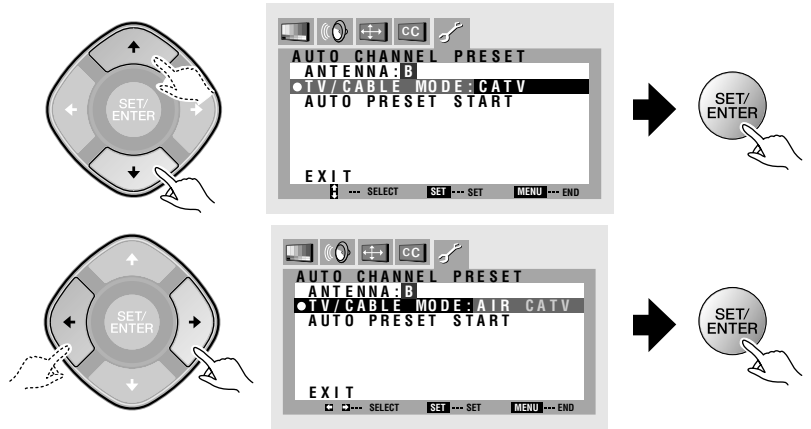 SET/
ENTER
CC
AUTO CHANNEL PRESET
ANTENNA:B
●TV/CABLE MODE:CATV
AUTO PRESET START
EXIT
--- SELECT SET --- SET MENU --- END
SET/
ENTER
SET/
ENTER
CC
AUTO CHANNEL PRESET
ANTENNA:B
●TV/CABLE MODE:AIR CATV
AUTO PRESET START
EXIT
--- SELECT SET --- SET MENU --- END
SET/
ENTER